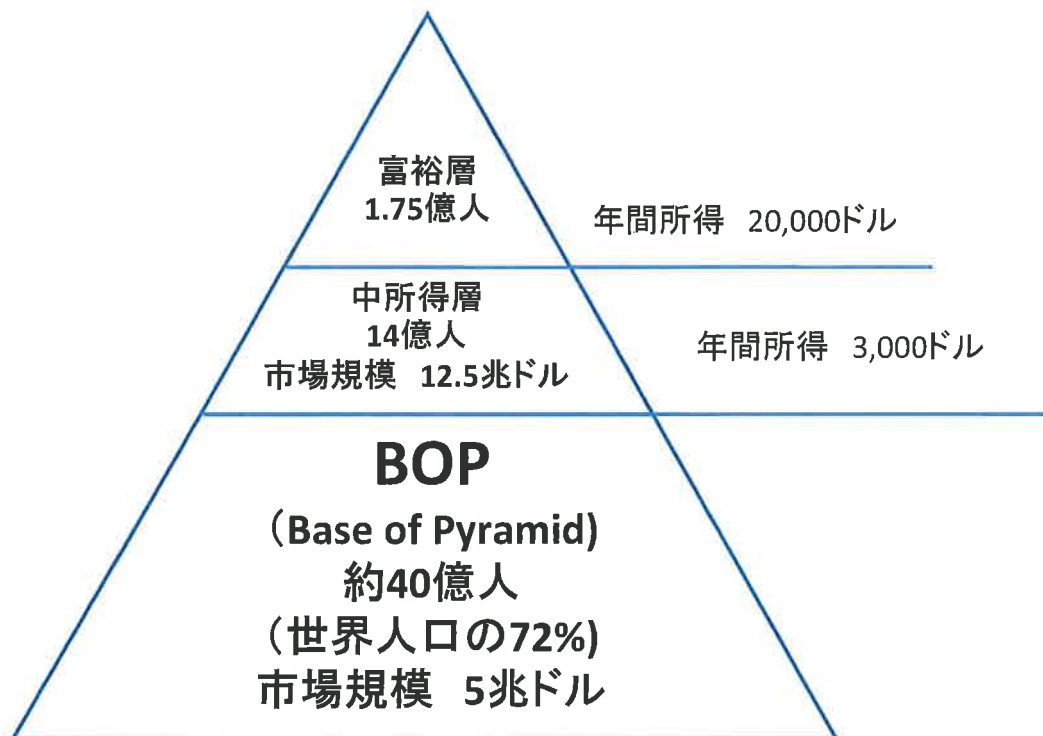 富裕層
1.75億人
年間所得　20,000ドル
中所得層
14億人
市場規模　12.5兆ドル
年間所得　3,000ドル
BOP
（Base of Pyramid)
約40億人
（世界人口の72%)
市場規模　5兆ドル